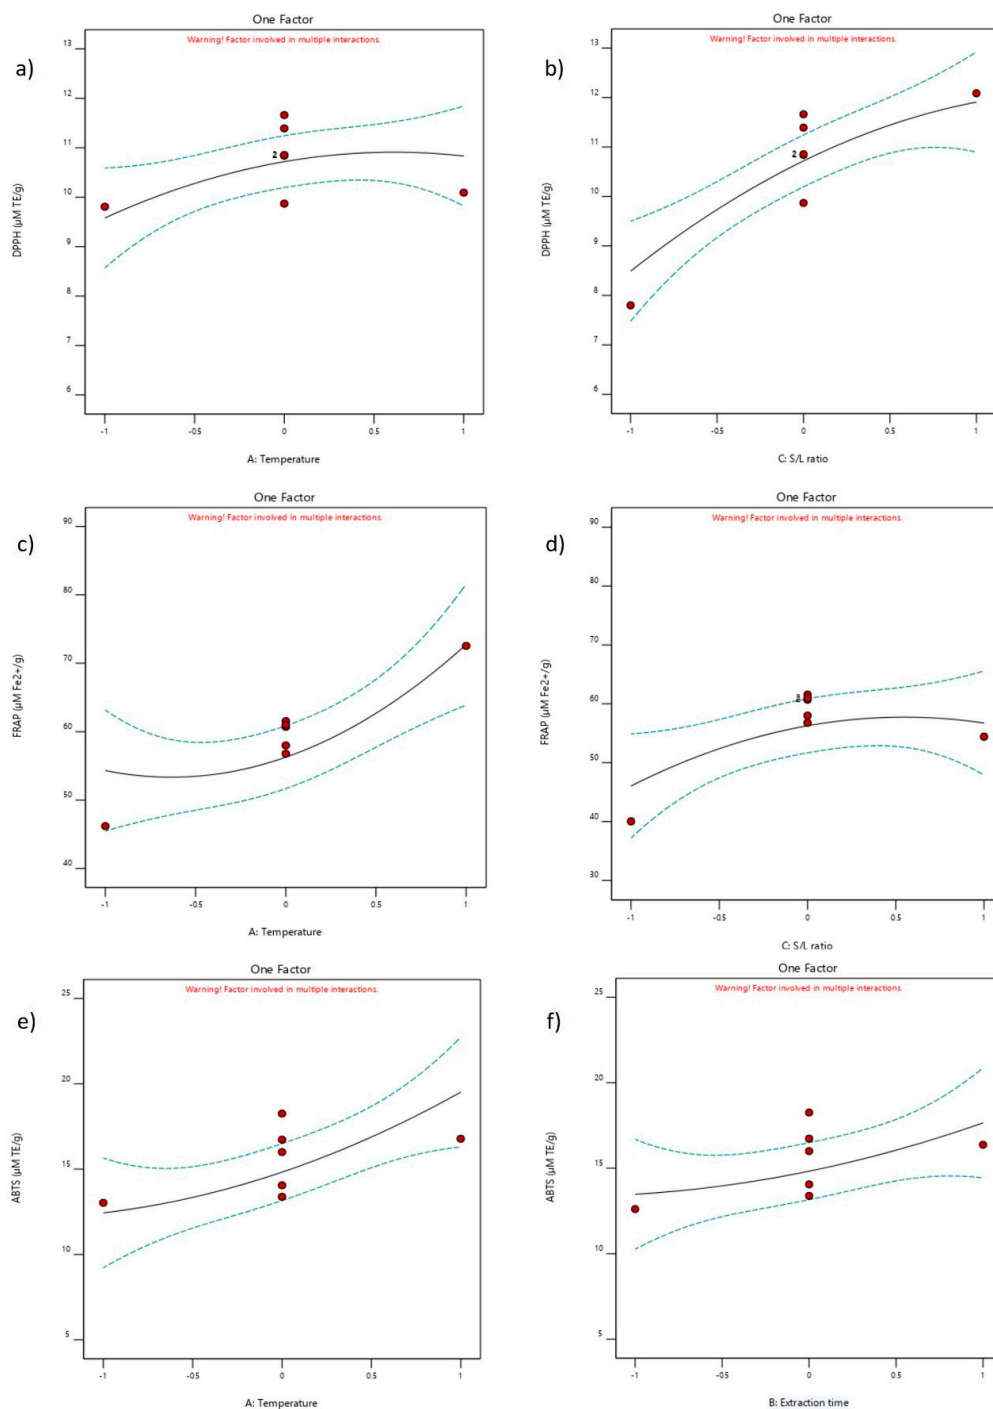 One Factor
Warning! Factor involved in multiple interactions.
a)
13
12
11
10
9
8
7
6
DPPH (µM TE/g)
2
-1 -0.5 0 0.5 1
A: Temperature
One Factor
Warning! Factor involved in multiple interactions.
b)
13
12
11
10
9
8
7
6
DPPH (µM TE/g)
2
-1 -0.5 0 0.5 1
C: S/L ratio
One Factor
Warning! Factor involved in multiple interactions.
c)
90
80
70
60
50
40
FRAP (µM Fe2+/g)
-1 -0.5 0 0.5 1
A: Temperature
One Factor
Warning! Factor involved in multiple interactions.
d)
90
80
70
60
50
40
30
FRAP (µM Fe2+/g)
-1 -0.5 0 0.5 1
C: S/L ratio
One Factor
Warning! Factor involved in multiple interactions.
e)
25
20
15
10
5
ABTS (µM TE/g)
-1 -0.5 0 0.5 1
A: Temperature
One Factor
Warning! Factor involved in multiple interactions.
f)
25
20
15
10
5
ABTS (µM TE/g)
-1 -0.5 0 0.5 1
B: Extraction time